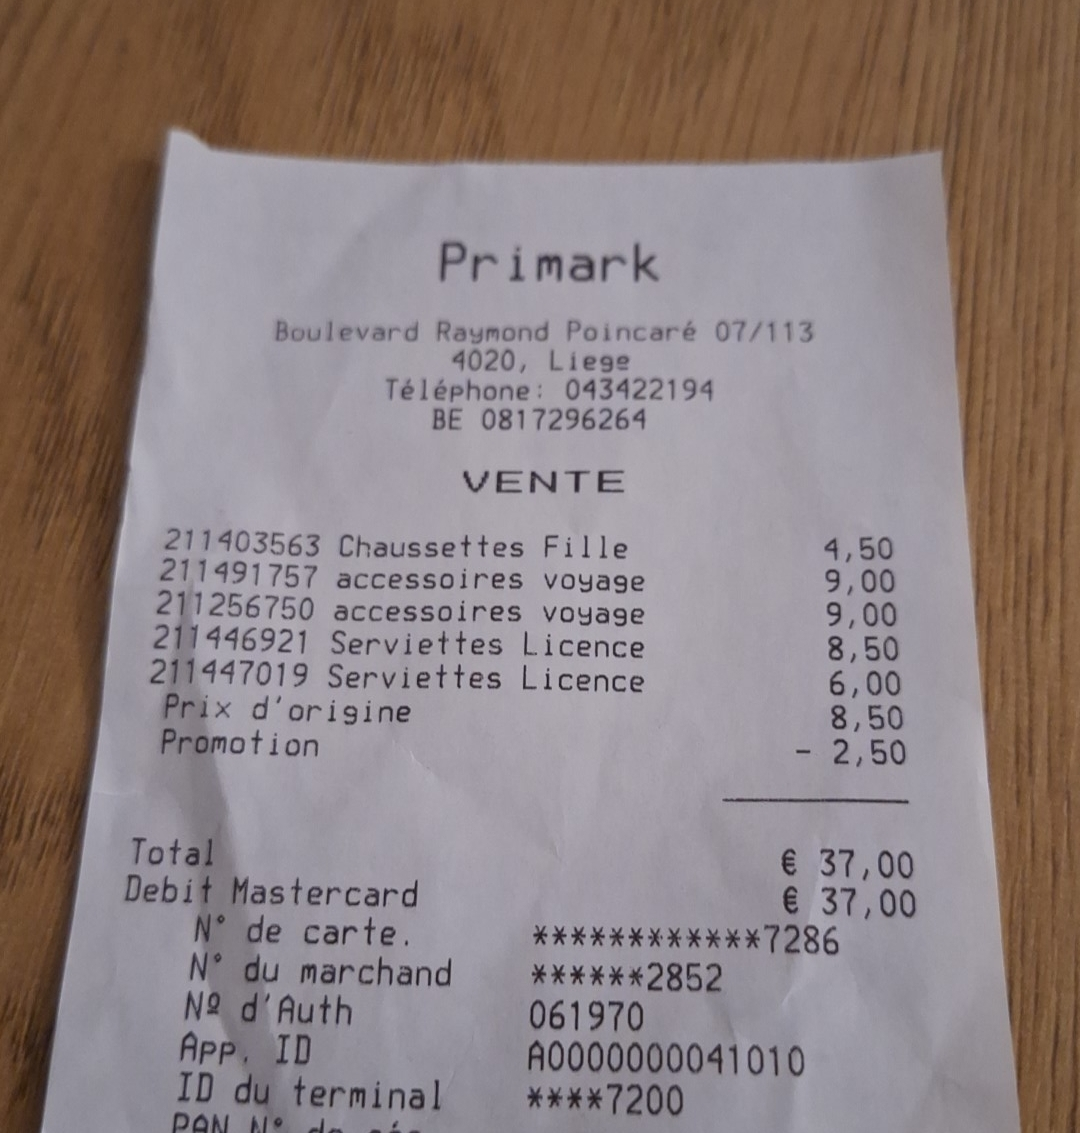 Primark
Boulevard Raymond Poincaré 07/113
4020, Liege
Téléphone: 043422194
BE 0817296264
VENTE
211403563 Chaussettes Fille 4,50
211491757 accessoires voyage 9,00
211256750 accessoires voyage 9,00
211446921 Serviettes Licence 8,50
211447019 Serviettes Licence 6,00
Prix d'origine 8,50
Promotion - 2,50
Total € 37,00
Debit Mastercard € 37,00
N° de carte. ************7286
N° du marchand ******2852
Nº d'Auth 061970
App. ID A0000000041010
ID du terminal ****7200
PAN N° de